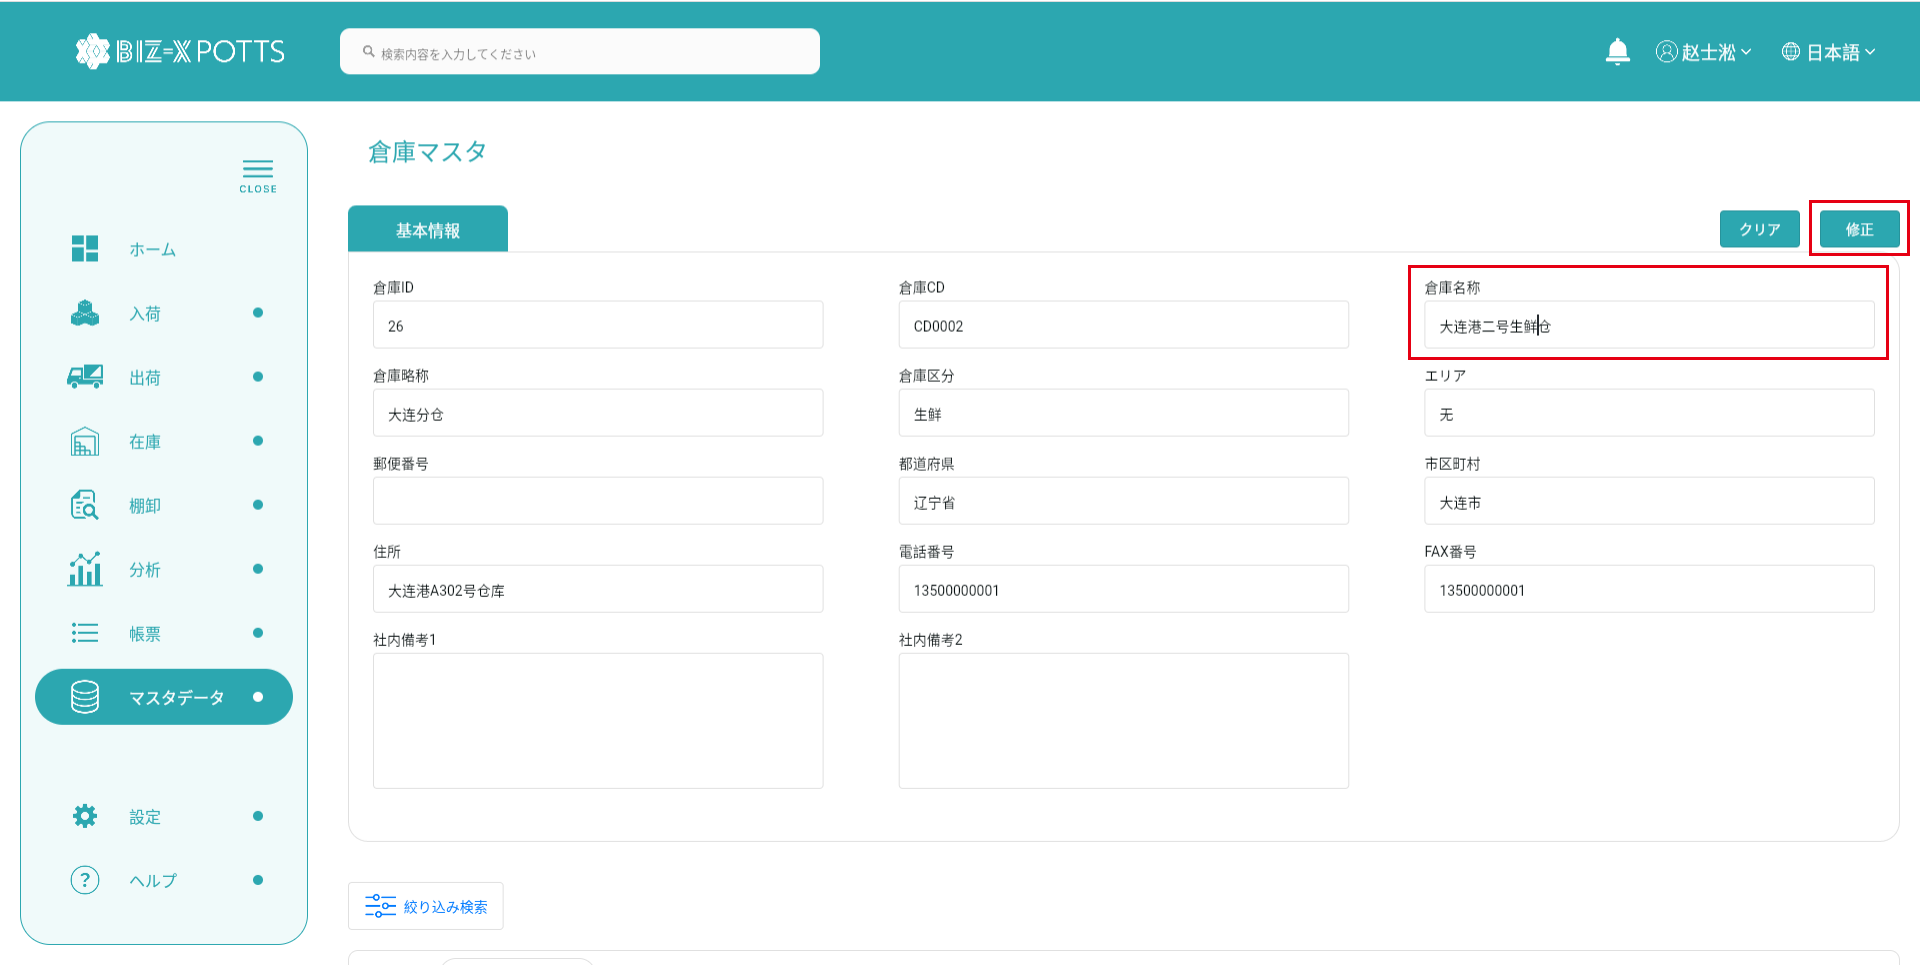 BIZ-X POTTS
検索内容を入力してください
赵士淞
日本語
CLOSE
ホーム
入荷
出荷
在庫
棚卸
分析
帳票
マスタデータ
設定
ヘルプ
倉庫マスタ
基本情報
クリア
修正
倉庫ID
倉庫CD
倉庫名称
26
CD0002
大连港二号生鲜仓
倉庫略称
倉庫区分
エリア
大连分仓
生鲜
无
郵便番号
都道府県
市区町村
辽宁省
大连市
住所
電話番号
FAX番号
大连港A302号仓库
13500000001
13500000001
社内備考1
社内備考2
絞り込み検索